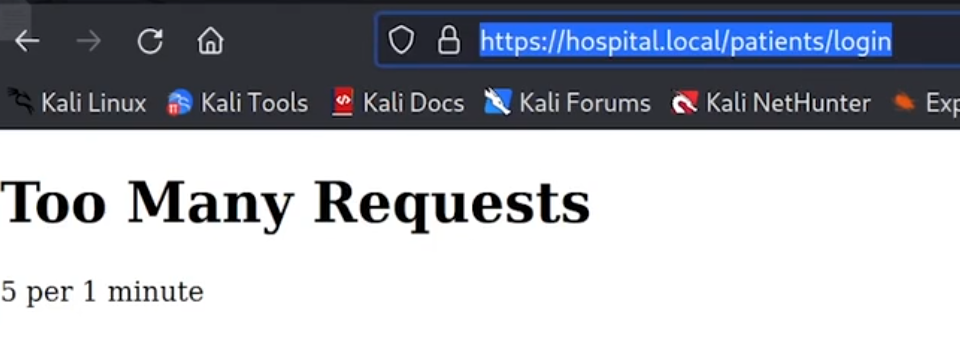 https://hospital.local/patients/login
Kali Linux Kali Tools Kali Docs Kali Forums Kali NetHunter Exp
Too Many Requests
5 per 1 minute